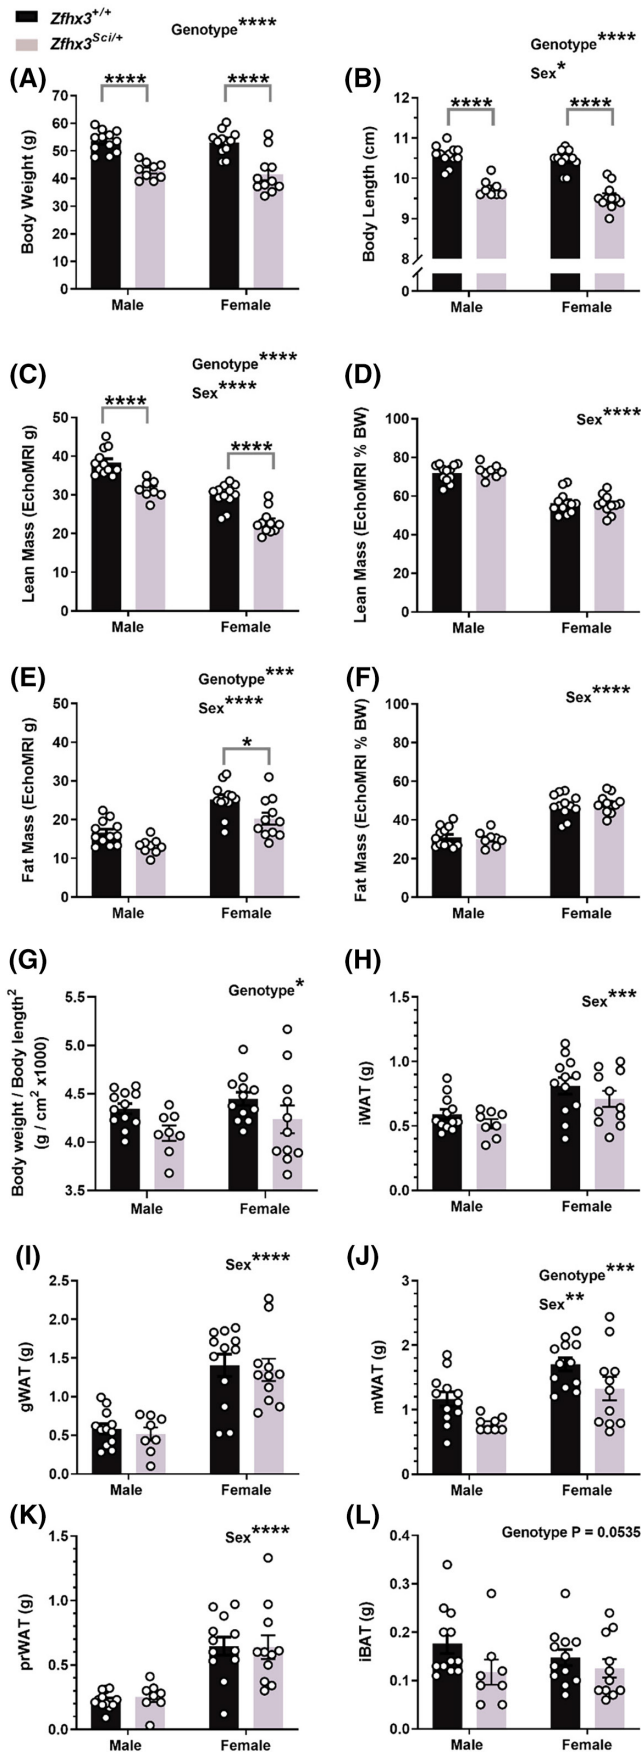 Zfhx3+/+
Zfhx3Sci/+
Genotype****
Genotype****
Sex*
(A)
(B)
****
****
****
****
Body Weight (g)
70
60
50
40
30
20
10
0
Male
Female
Body Length (cm)
12
11
10
9
8
0
Male
Female
(C)
Genotype****
Sex****
(D)
Sex****
****
****
Lean Mass (EchoMRI g)
50
40
30
20
10
0
Male
Female
Lean Mass (EchoMRI % BW)
100
80
60
40
20
0
Male
Female
(E)
Genotype***
Sex****
(F)
Sex****
*
Fat Mass (EchoMRI g)
50
40
30
20
10
0
Male
Female
Fat Mass (EchoMRI % BW)
100
80
60
40
20
0
Male
Female
(G)
Genotype*
(H)
Sex***
Body weight / Body length2
(g / cm2 x1000)
5.5
5.0
4.5
4.0
3.5
Male
Female
iWAT (g)
1.5
1.0
0.5
0.0
Male
Female
(I)
Sex****
(J)
Genotype***
Sex**
gWAT (g)
2.5
2.0
1.5
1.0
0.5
0.0
Male
Female
mWAT (g)
3
2
1
0
Male
Female
(K)
Sex****
(L)
Genotype P = 0.0535
prWAT (g)
1.5
1.0
0.5
0.0
Male
Female
iBAT (g)
0.4
0.3
0.2
0.1
0.0
Male
Female